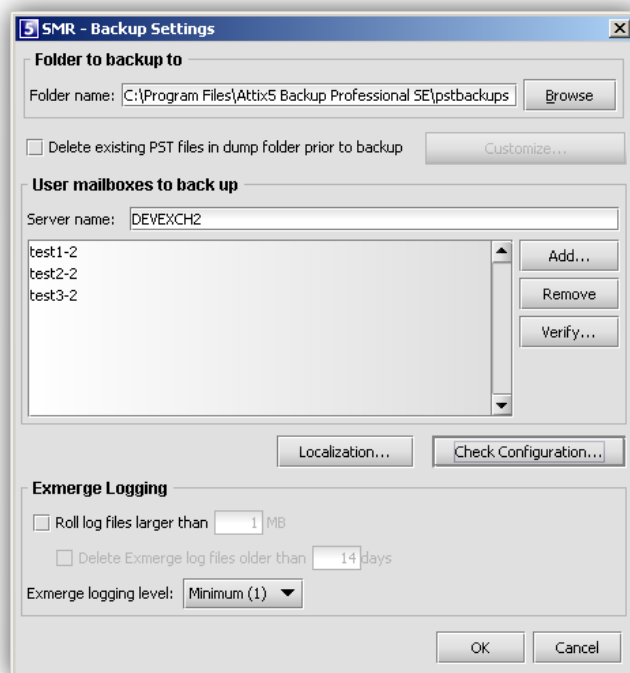 5 SMR - Backup Settings
Folder to backup to
Folder name: C:\Program Files\Attix5 Backup Professional SE\pstbackups Browse
Delete existing PST files in dump folder prior to backup Customize...
User mailboxes to back up
Server name: DEVEXCH2
test1-2 Add...
test2-2 Remove
test3-2 Verify...
Localization... Check Configuration...
Exmerge Logging
Roll log files larger than 1 MB
Delete Exmerge log files older than 14 days
Exmerge logging level: Minimum (1)
OK Cancel